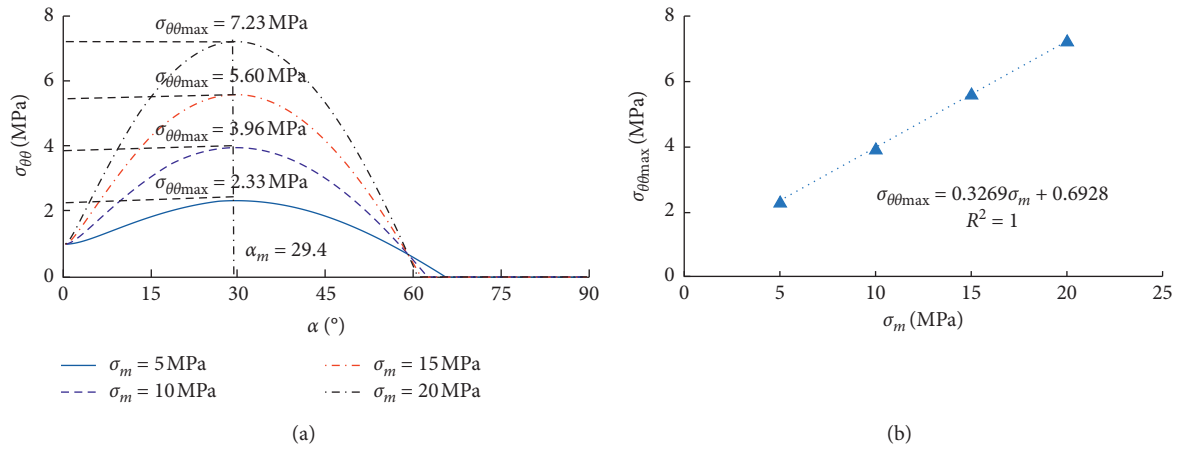 8
6
4
2
0
σθθ (MPa)
σθθmax = 7.23 MPa
σθθmax = 5.60 MPa
σθθmax = 3.96 MPa
σθθmax = 2.33 MPa
αm = 29.4
0 15 30 45 60 75 90
α (°)
σm = 5 MPa
σm = 10 MPa
σm = 15 MPa
σm = 20 MPa
(a)
8
6
4
2
0
σθθmax (MPa)
σθθmax = 0.3269σm + 0.6928
R² = 1
0 5 10 15 20 25
σm (MPa)
(b)